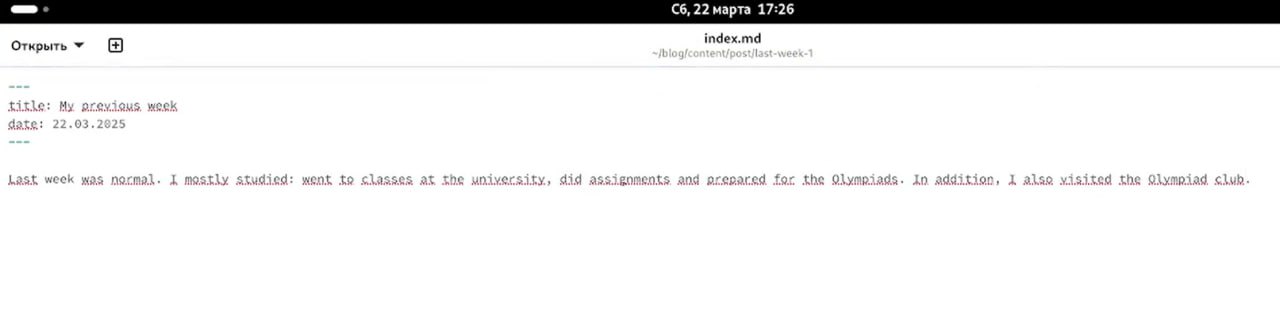 Сб, 22 марта 17:26
Открыть
index.md
~/blog/content/post/last-week-1
---
title: My previous week
date: 22.03.2025
---
Last week was normal. I mostly studied: went to classes at the university, did assignments and prepared for the Olympiads. In addition, I also visited the Olympiad club.